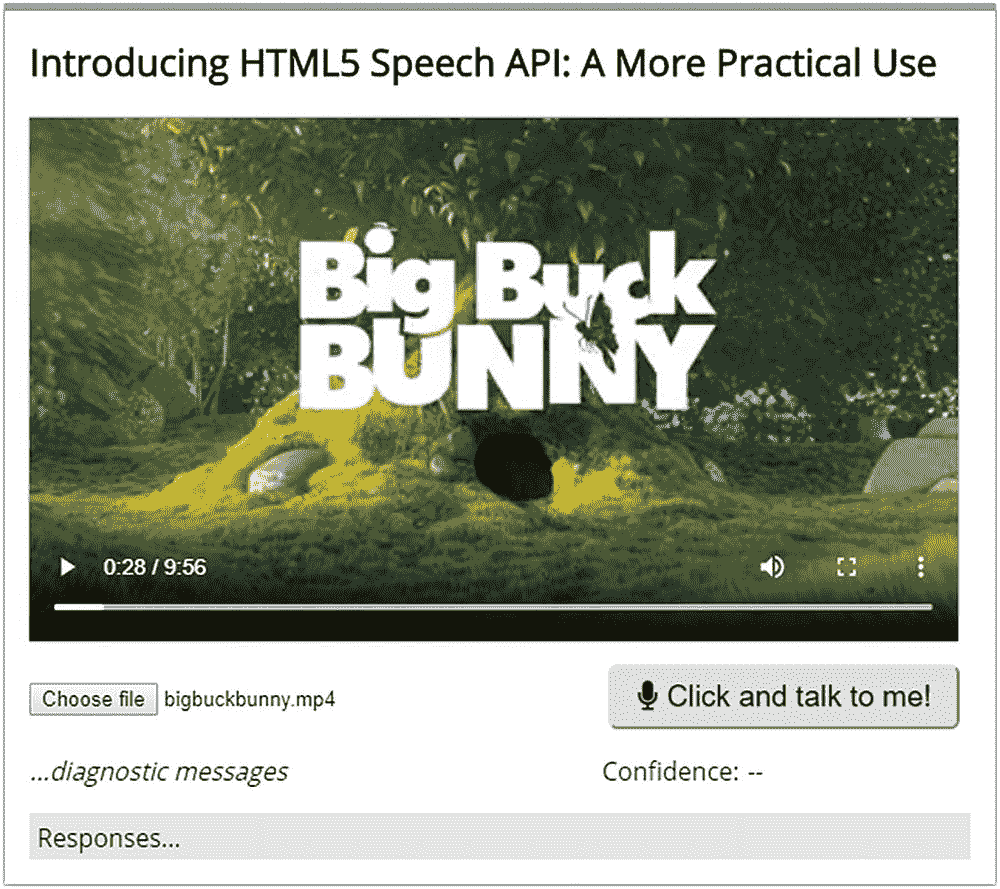 Introducing HTML5 Speech API: A More Practical Use
Big Buck
BUNNY
0:28 / 9:56
Choose file bigbuckbunny.mp4
Click and talk to me!
...diagnostic messages
Confidence: --
Responses...